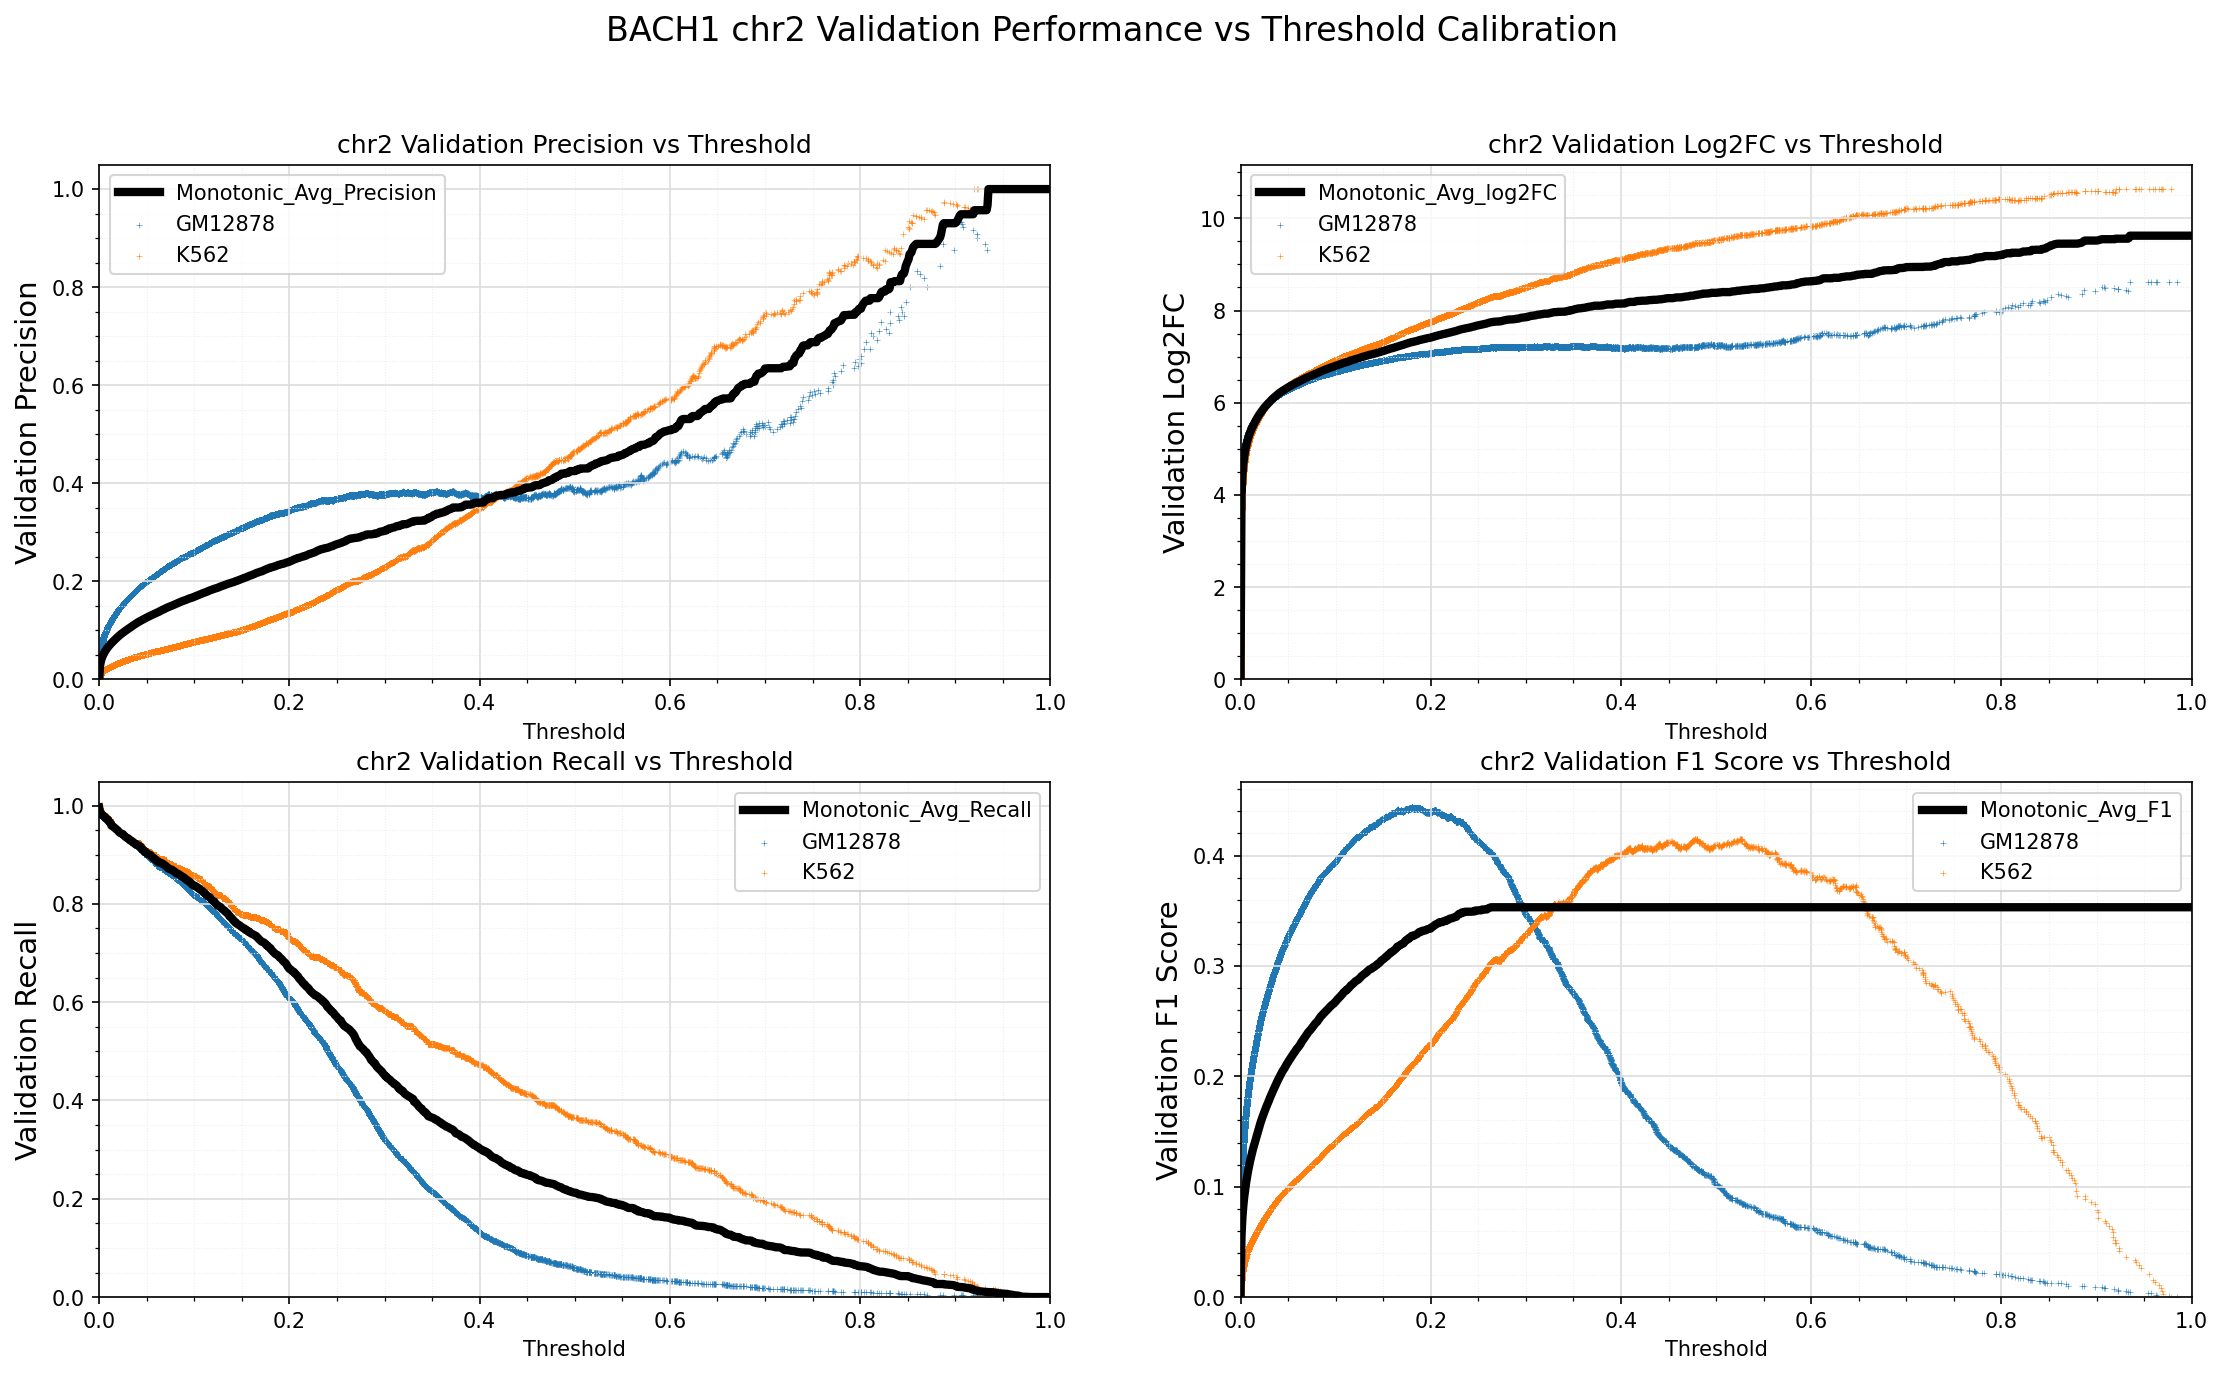 BACH1 chr2 Validation Performance vs Threshold Calibration
chr2 Validation Precision vs Threshold
Validation Precision
1.0
0.8
0.6
0.4
0.2
0.0
Monotonic_Avg_Precision
GM12878
K562
0.0 0.2 0.4 0.6 0.8 1.0
Threshold
chr2 Validation Log2FC vs Threshold
Validation Log2FC
10
8
6
4
2
0
Monotonic_Avg_log2FC
GM12878
K562
0.0 0.2 0.4 0.6 0.8 1.0
Threshold
chr2 Validation Recall vs Threshold
Validation Recall
1.0
0.8
0.6
0.4
0.2
0.0
Monotonic_Avg_Recall
GM12878
K562
0.0 0.2 0.4 0.6 0.8 1.0
Threshold
chr2 Validation F1 Score vs Threshold
Validation F1 Score
0.4
0.3
0.2
0.1
0.0
Monotonic_Avg_F1
GM12878
K562
0.0 0.2 0.4 0.6 0.8 1.0
Threshold